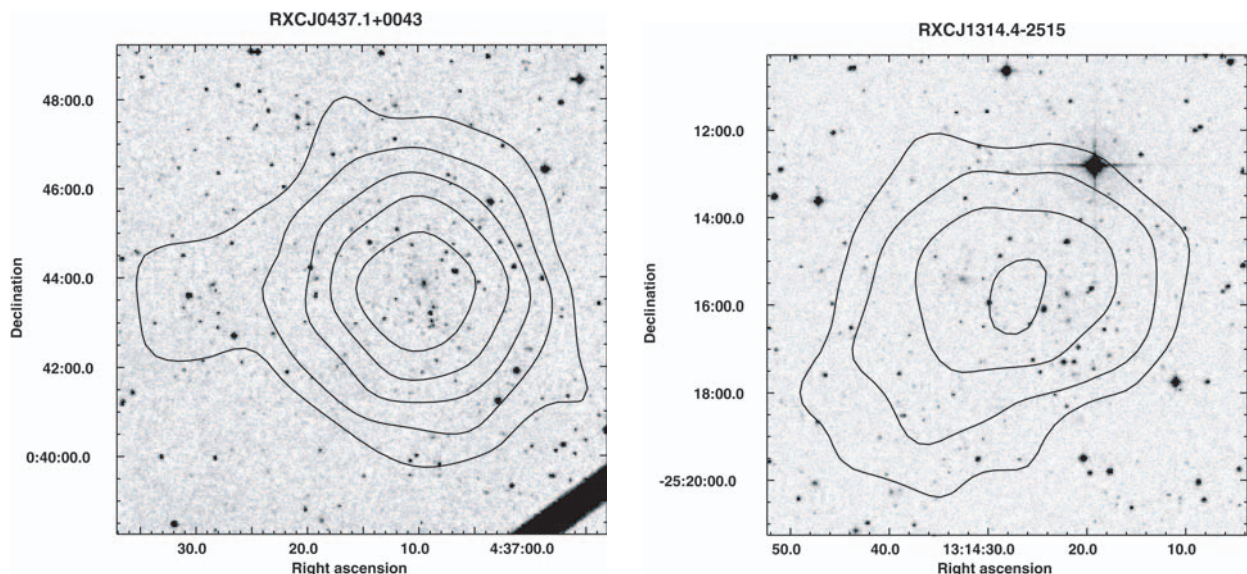 RXCJ0437.1+0043
48:00.0
46:00.0
44:00.0
42:00.0
0:40:00.0
Declination
30.0 20.0 10.0 4:37:00.0
Right ascension
RXCJ1314.4-2515
12:00.0
14:00.0
16:00.0
18:00.0
-25:20:00.0
Declination
50.0 40.0 13:14:30.0 20.0 10.0
Right ascension